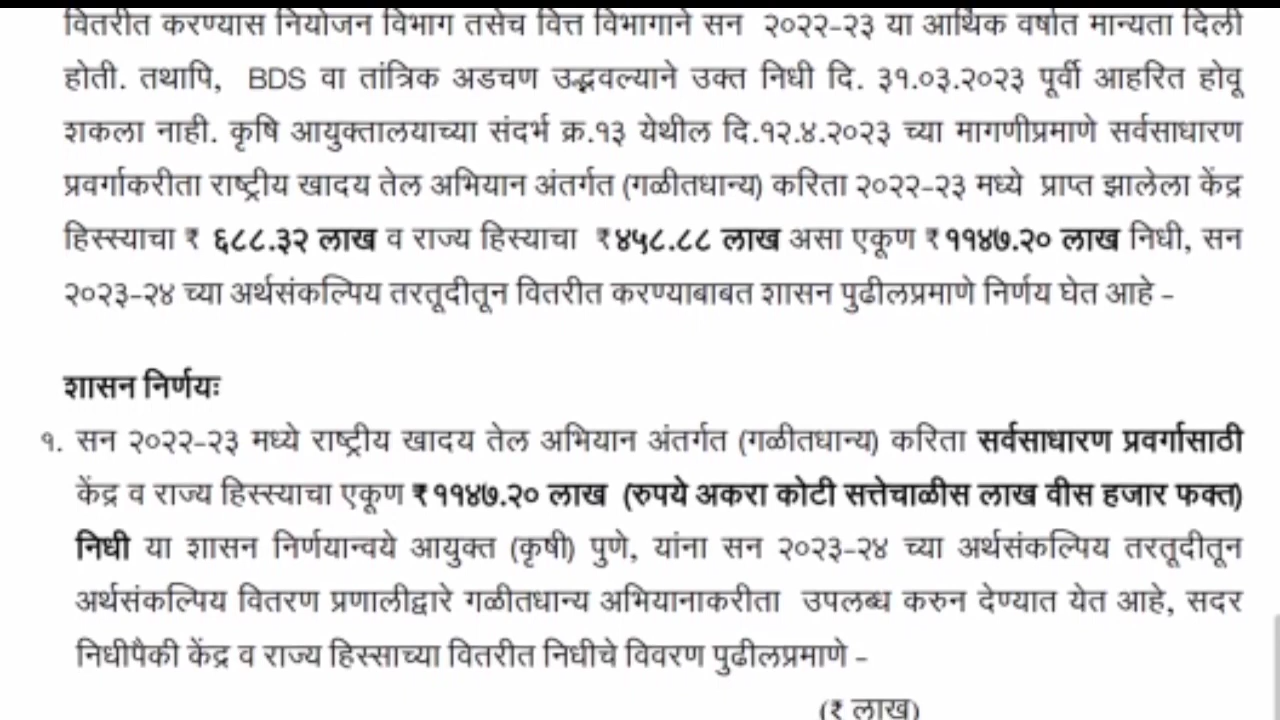 वितरीत करण्यास नियोजन विभाग तसेच वित्त विभागाने सन २०२२-२३ या आर्थिक वर्षात मान्यता दिली
होती. तथापि, BDS वा तांत्रिक अडचण उद्भवल्याने उक्त निधी दि. ३१.०३.२०२३ पूर्वी आहरित होवू
शकला नाही. कृषि आयुक्तालयाच्या संदर्भ क्र.१३ येथील दि.१२.४.२०२३ च्या मागणीप्रमाणे सर्वसाधारण
प्रवर्गाकरीता राष्ट्रीय खादय तेल अभियान अंतर्गत (गळीतधान्य) करिता २०२२-२३ मध्ये प्राप्त झालेला केंद्र
हिस्स्याचा ₹ ६८८.३२ लाख व राज्य हिस्याचा ₹४५८.८८ लाख असा एकूण ₹११४७.२० लाख निधी, सन
२०२३-२४ च्या अर्थसंकल्पिय तरतूदीतून वितरीत करण्याबाबत शासन पुढीलप्रमाणे निर्णय घेत आहे -
शासन निर्णयः
१. सन २०२२-२३ मध्ये राष्ट्रीय खादय तेल अभियान अंतर्गत (गळीतधान्य) करिता सर्वसाधारण प्रवर्गासाठी
केंद्र व राज्य हिस्स्याचा एकूण ₹११४७.२० लाख (रुपये अकरा कोटी सत्तेचाळीस लाख वीस हजार फक्त)
निधी या शासन निर्णयान्वये आयुक्त (कृषी) पुणे, यांना सन २०२३-२४ च्या अर्थसंकल्पिय तरतूदीतून
अर्थसंकल्पिय वितरण प्रणालीद्वारे गळीतधान्य अभियानाकरीता उपलब्ध करुन देण्यात येत आहे, सदर
निधीपैकी केंद्र व राज्य हिस्साच्या वितरीत निधीचे विवरण पुढीलप्रमाणे -
(₹ लाख)